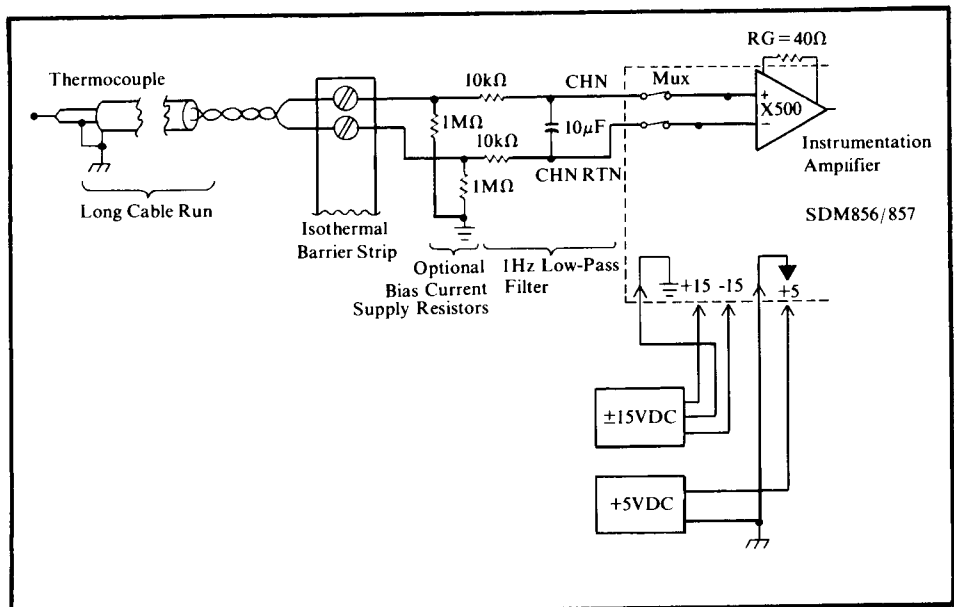 RG=40Ω
Thermocouple
10kΩ
CHN
Mux
+
X500
−
1MΩ
10kΩ
10μF
Instrumentation
Ampiifier
1MΩ
CHN RTN
SDM856/857
Long Cable Run
Isothermal
Barrier Strip
Optional
Bias Current
Supply Resistors
1Hz Low-Pass
Filter
+15 -15
+5
±15VDC
+5VDC